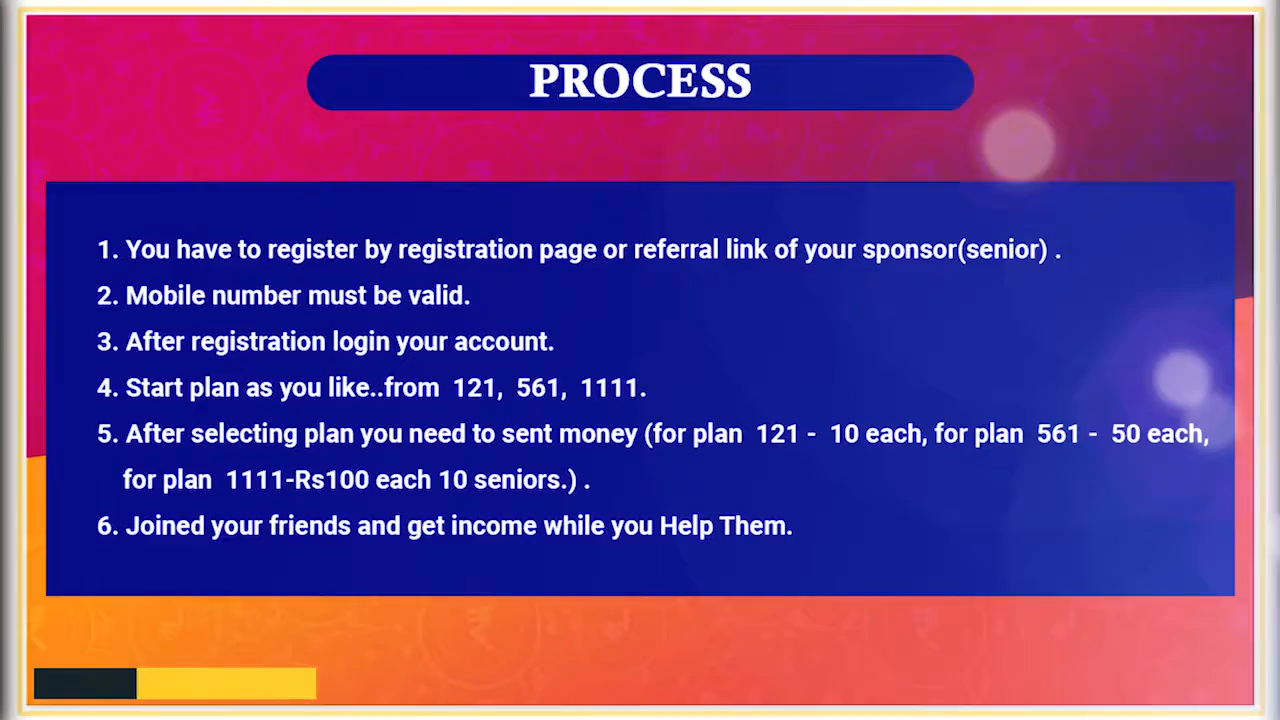 PROCESS
1. You have to register by registration page or referral link of your sponsor(senior) .
2. Mobile number must be valid.
3. After registration login your account.
4. Start plan as you like..from 121, 561, 1111.
5. After selecting plan you need to sent money (for plan 121 - 10 each, for plan 561 - 50 each,
for plan 1111-Rs100 each 10 seniors.) .
6. Joined your friends and get income while you Help Them.